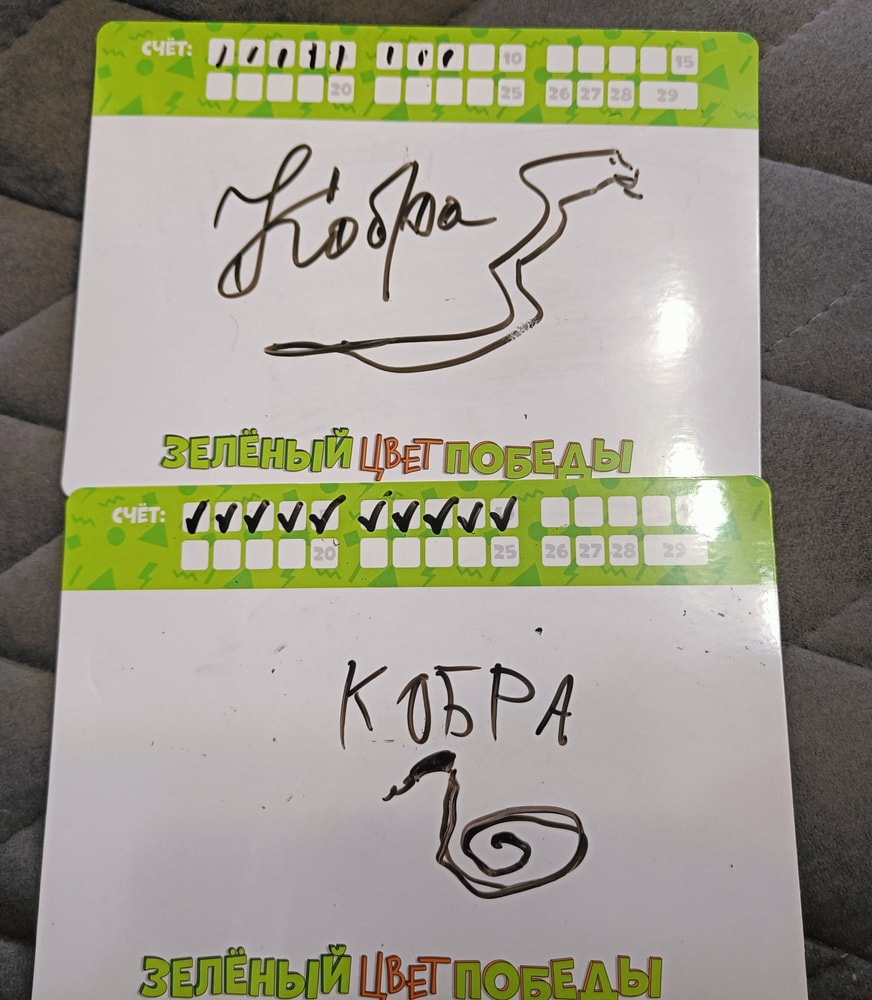 СЧЁТ: 10 15
20 25 26 27 28 29
Кобра
ЗЕЛЁНЫЙ ЦВЕТ ПОБЕДЫ
СЧЁТ:
20 25 26 27 28 29
КОБРА
ЗЕЛЁНЫЙ ЦВЕТ ПОБЕДЫ